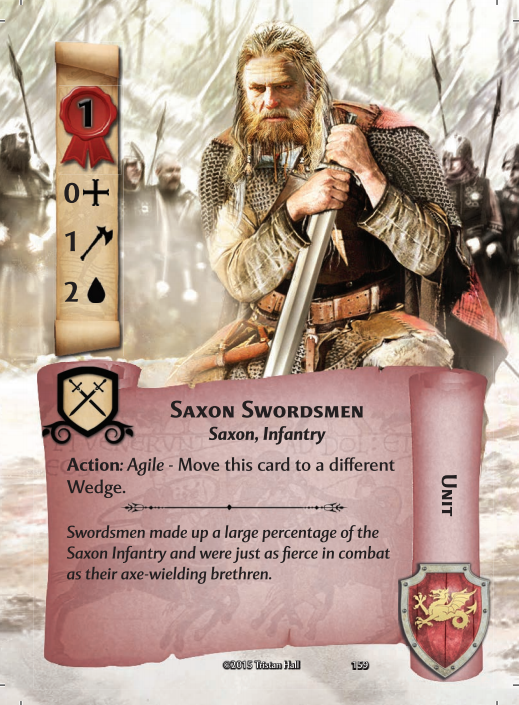 1
0
1
2
Saxon Swordsmen
Saxon, Infantry
Action: Agile - Move this card to a different
Wedge.
Swordsmen made up a large percentage of the
Saxon Infantry and were just as fierce in combat
as their axe-wielding brethren.
Unit
©2015 Tristan Hall
159